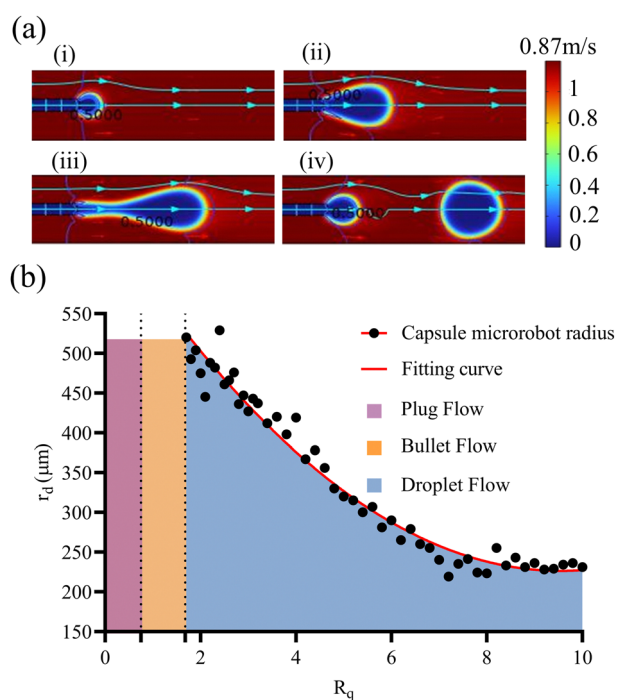 (a)
(i)
(ii)
0.87m/s
0.5000
0.5000
1
0.8
0.6
0.4
0.2
0
(iii)
(iv)
0.5000
0.5000
(b)
550
500
450
400
350
300
250
200
150
r_d (μm)
Capsule microrobot radius
Fitting curve
Plug Flow
Bullet Flow
Droplet Flow
0
2
4
6
8
10
R_q